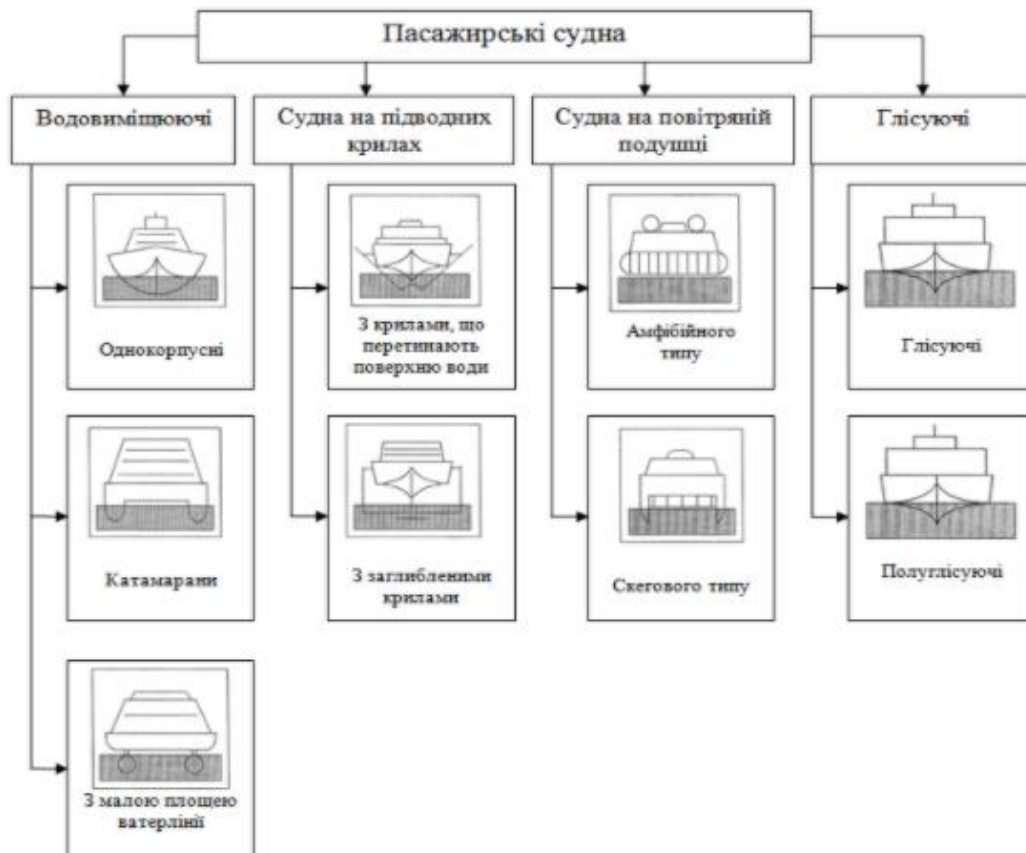 Пасажирські судна
Водовиміщюючі
Судна на підводних
крилах
Судна на повітряній
подушці
Глісуючі
Однокорпусні
З крилами, що
перетинають
поверхню води
Амфібійного
типу
Глісуючі
Катамарани
З заглибленими
крилами
Скегового типу
Полуглісуючі
З малою площею
ватерлінії